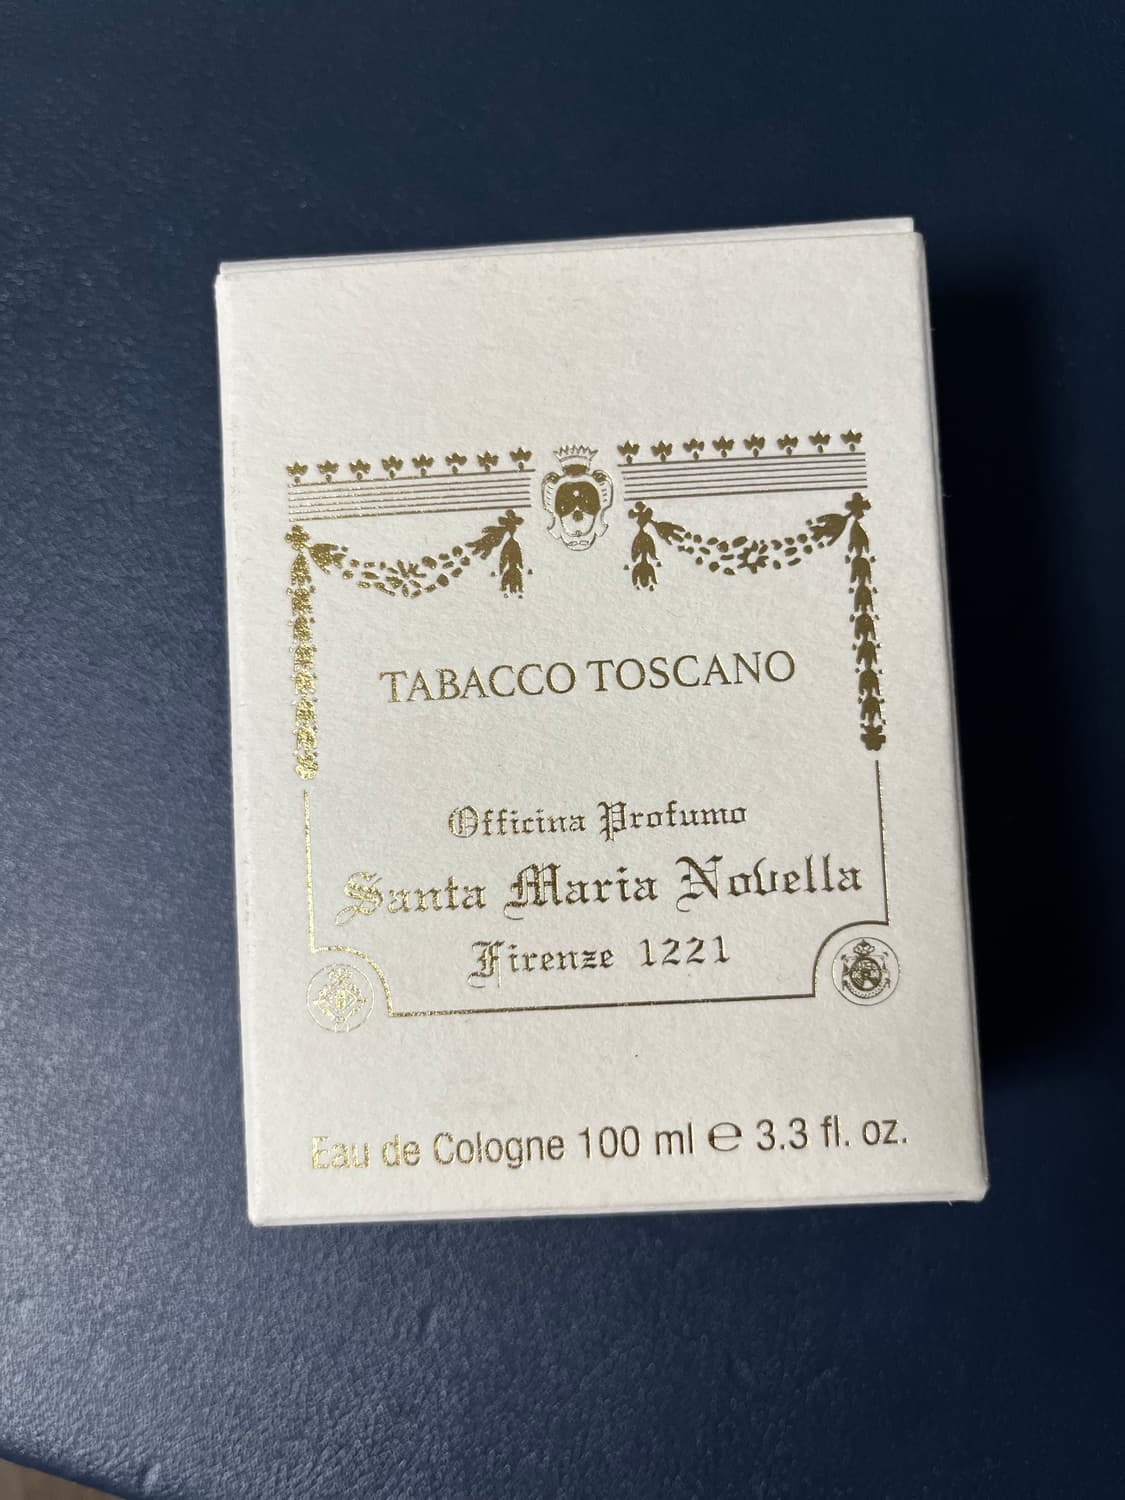 TABACCO TOSCANO
Officina Profumo
Santa Maria Novella
Firenze 1221
Eau de Cologne 100 ml ℮ 3.3 fl. oz.